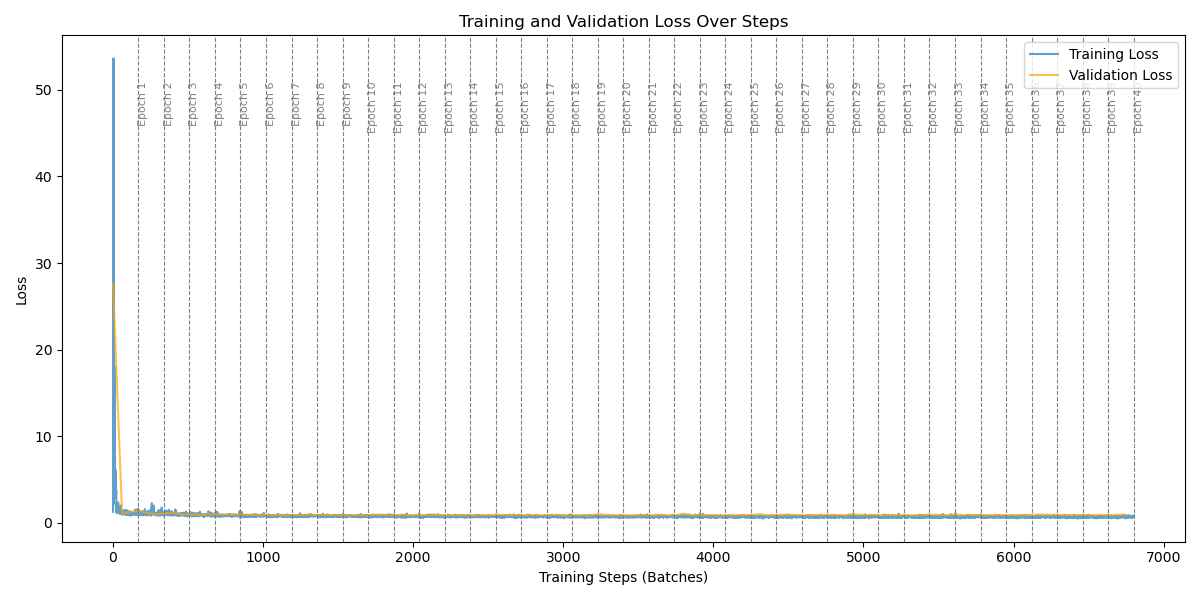 Training and Validation Loss Over Steps
Training Loss
Validation Loss
Epoch 1
Epoch 2
Epoch 3
Epoch 4
Epoch 5
Epoch 6
Epoch 7
Epoch 8
Epoch 9
Epoch 10
Epoch 11
Epoch 12
Epoch 13
Epoch 14
Epoch 15
Epoch 16
Epoch 17
Epoch 18
Epoch 19
Epoch 20
Epoch 21
Epoch 22
Epoch 23
Epoch 24
Epoch 25
Epoch 26
Epoch 27
Epoch 28
Epoch 29
Epoch 30
Epoch 31
Epoch 32
Epoch 33
Epoch 34
Epoch 35
Epoch
Epoch
Epoch
Epoch
Epoch
50
40
30
20
10
0
Loss
0
1000
2000
3000
4000
5000
6000
7000
Training Steps (Batches)